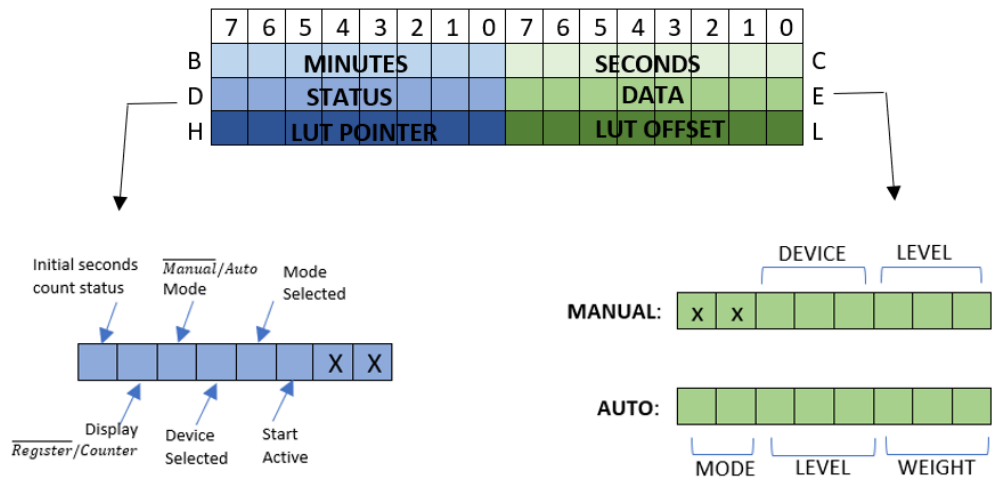 7 6 5 4 3 2 1 0 7 6 5 4 3 2 1 0
B MINUTES SECONDS C
D STATUS DATA E
H LUT POINTER LUT OFFSET L
Initial seconds
count status
Manual/Auto
Mode
Mode
Selected
X X
Display
Register/Counter
Device
Selected
Start
Active
DEVICE LEVEL
MANUAL: x x
AUTO:
MODE LEVEL WEIGHT